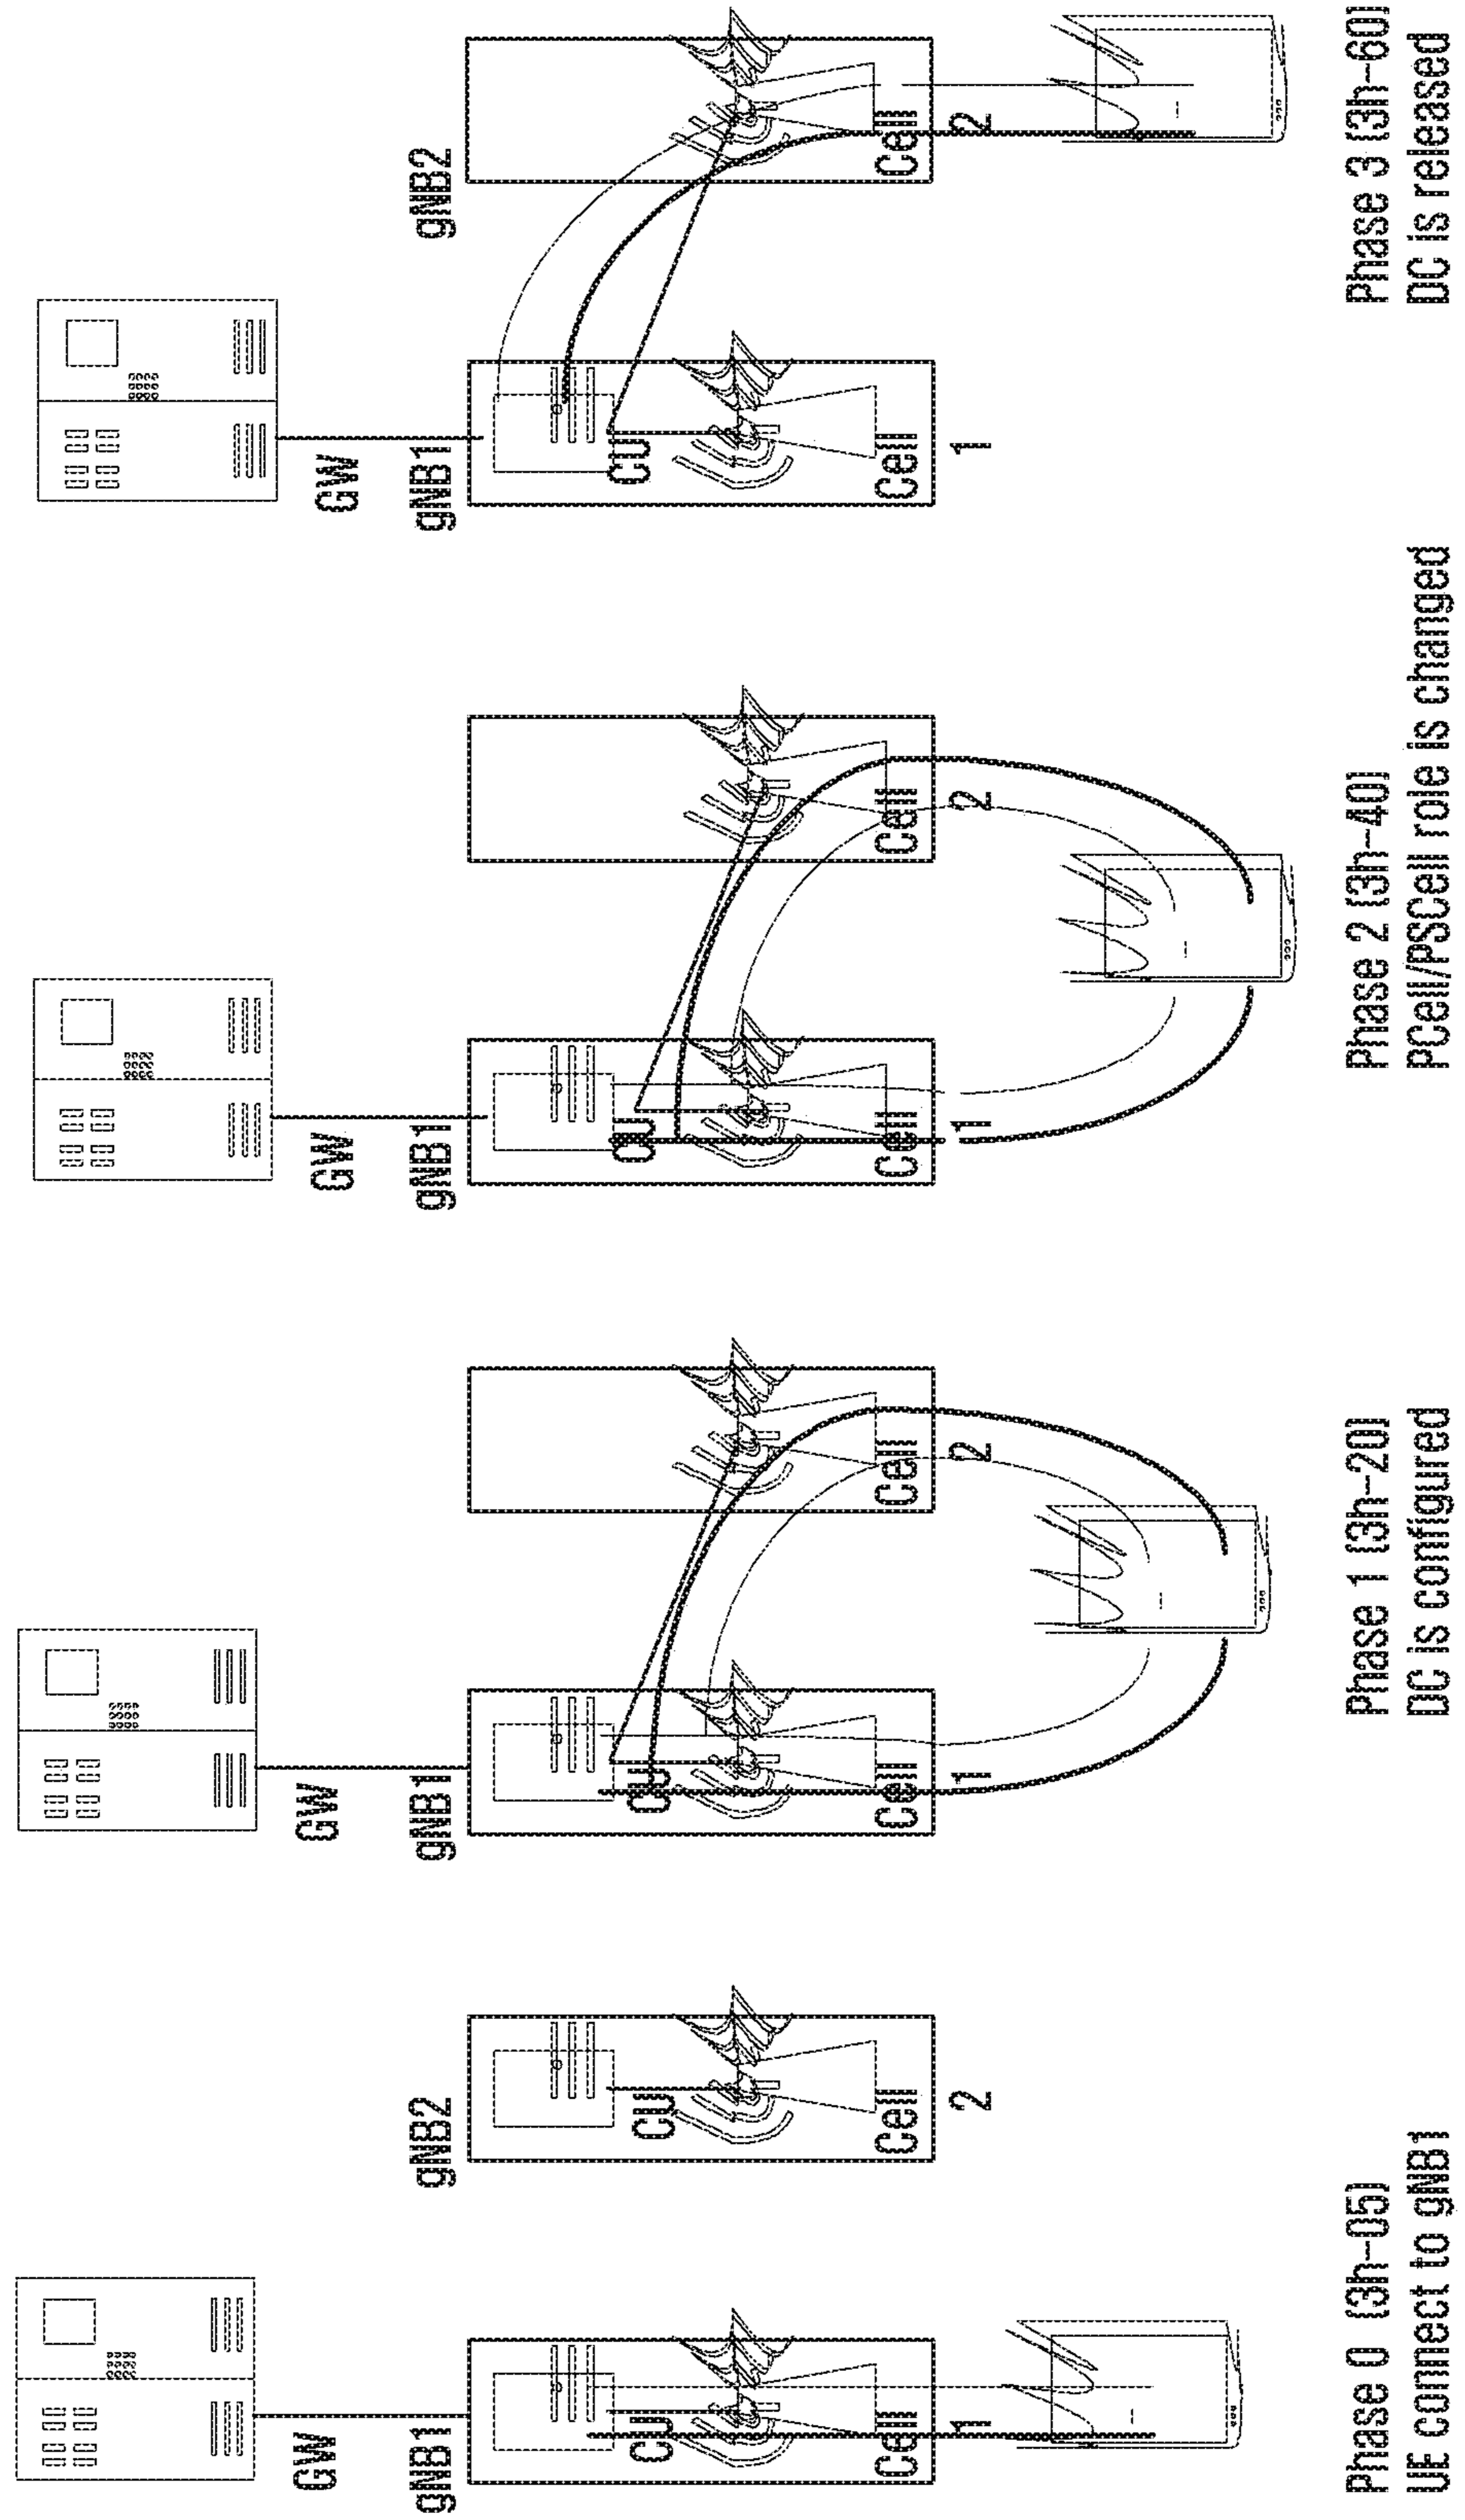 GW
gNB1
CU
Cell
1
gNB2
CU
Cell
2
Phase 0 (3h-05)
UE connect to gNB1
GW
gNB1
CU
Cell
1
Cell
2
Phase 1 (3h-20)
DC is configured
GW
gNB1
CU
Cell
1
Cell
2
Phase 2 (3h-40)
PCell/PSCell role is changed
GW
gNB1
CU
Cell
1
gNB2
Cell
2
Phase 3 (3h-60)
DC is released